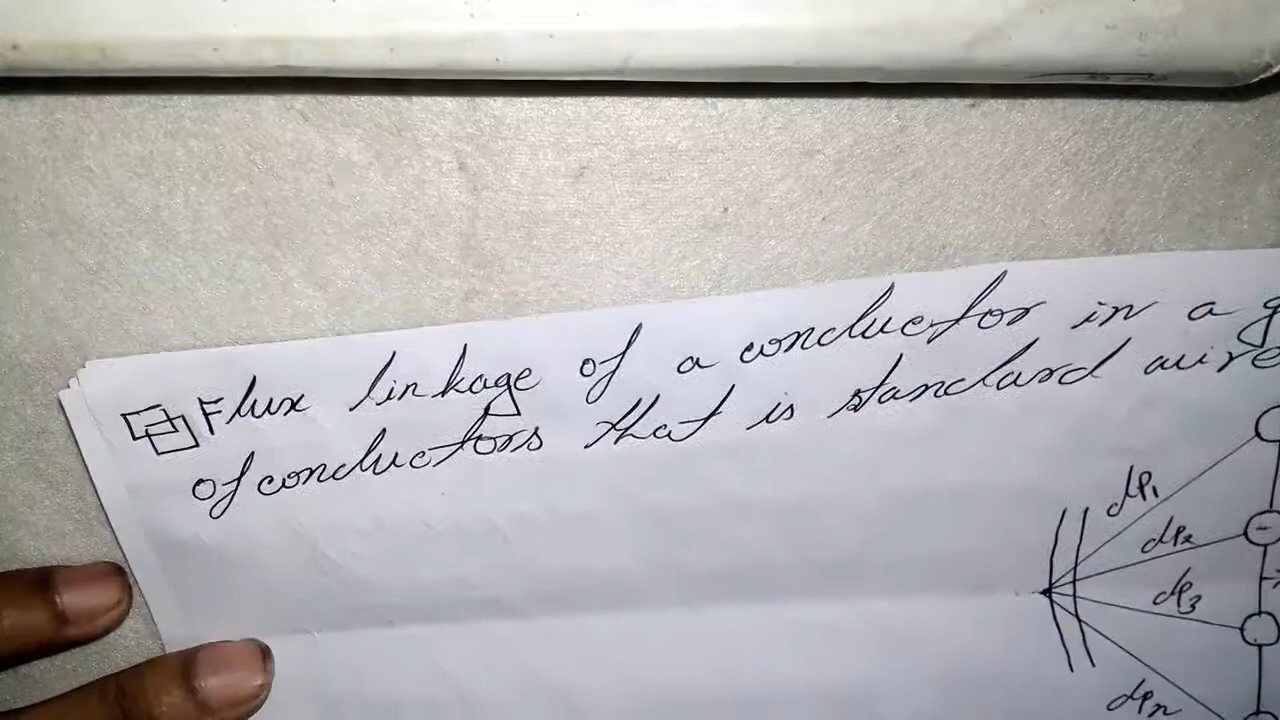 Flux linkage of a conductor in a g
of conductors that is standard wire
dp₁
dp₂
dp₃
dpn